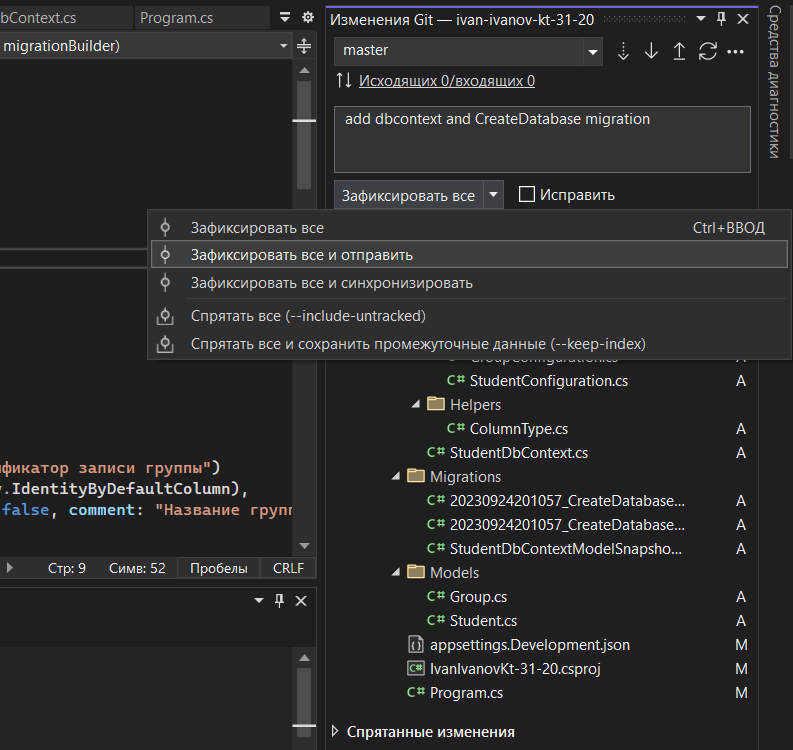 bContext.cs
Program.cs
migrationBuilder)
Изменения Git — ivan-ivanov-kt-31-20
master
Исходящих 0/входящих 0
add dbcontext and CreateDatabase migration
Зафиксировать все
Исправить
Зафиксировать все Ctrl+ВВОД
Зафиксировать все и отправить
Зафиксировать все и синхронизировать
Спрятать все (--include-untracked)
Спрятать все и сохранить промежуточные данные (--keep-index)
GroupConfiguration.cs A
C# StudentConfiguration.cs A
Helpers
C# ColumnType.cs A
C# StudentDbContext.cs A
Migrations
C# 20230924201057_CreateDatabase... A
C# 20230924201057_CreateDatabase... A
C# StudentDbContextModelSnapsho... A
Models
C# Group.cs A
C# Student.cs A
appsettings.Development.json M
C# IvanIvanovKt-31-20.csproj M
C# Program.cs M
Спрятанные изменения
фикатор записи группы")
.IdentityByDefaultColumn),
false, comment: "Название групп
Стр: 9 Симв: 52 Пробелы CRLF
Средства диагностики